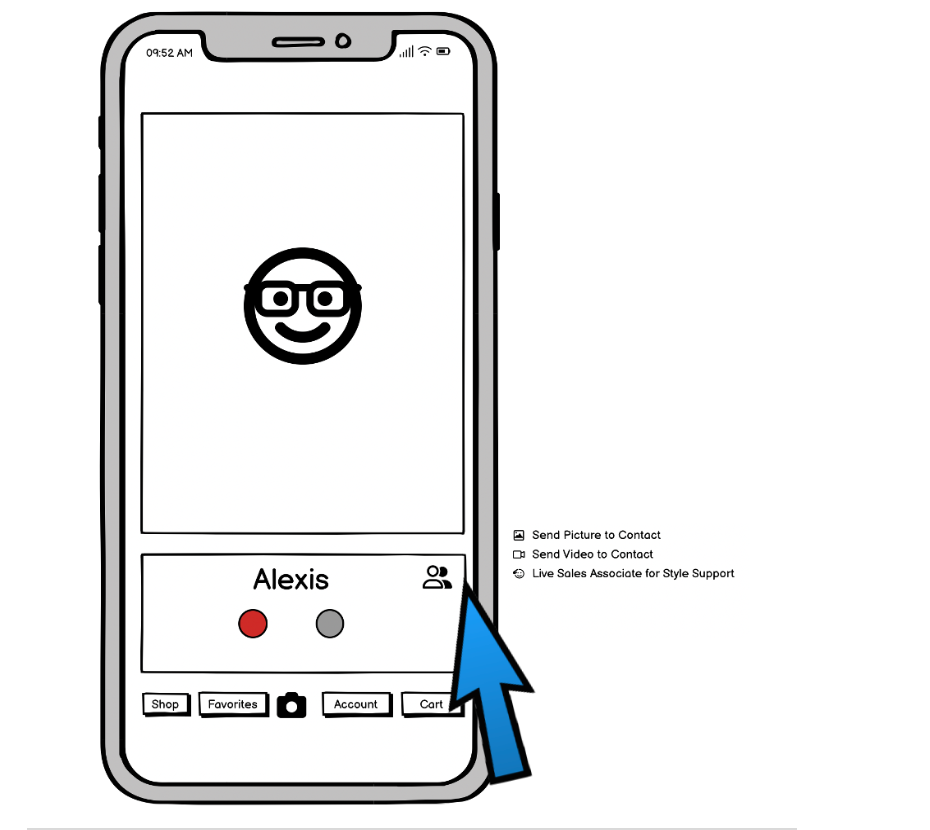 09:52 AM
Send Picture to Contact
Send Video to Contact
Live Sales Associate for Style Support
Alexis
Shop
Favorites
Account
Cart